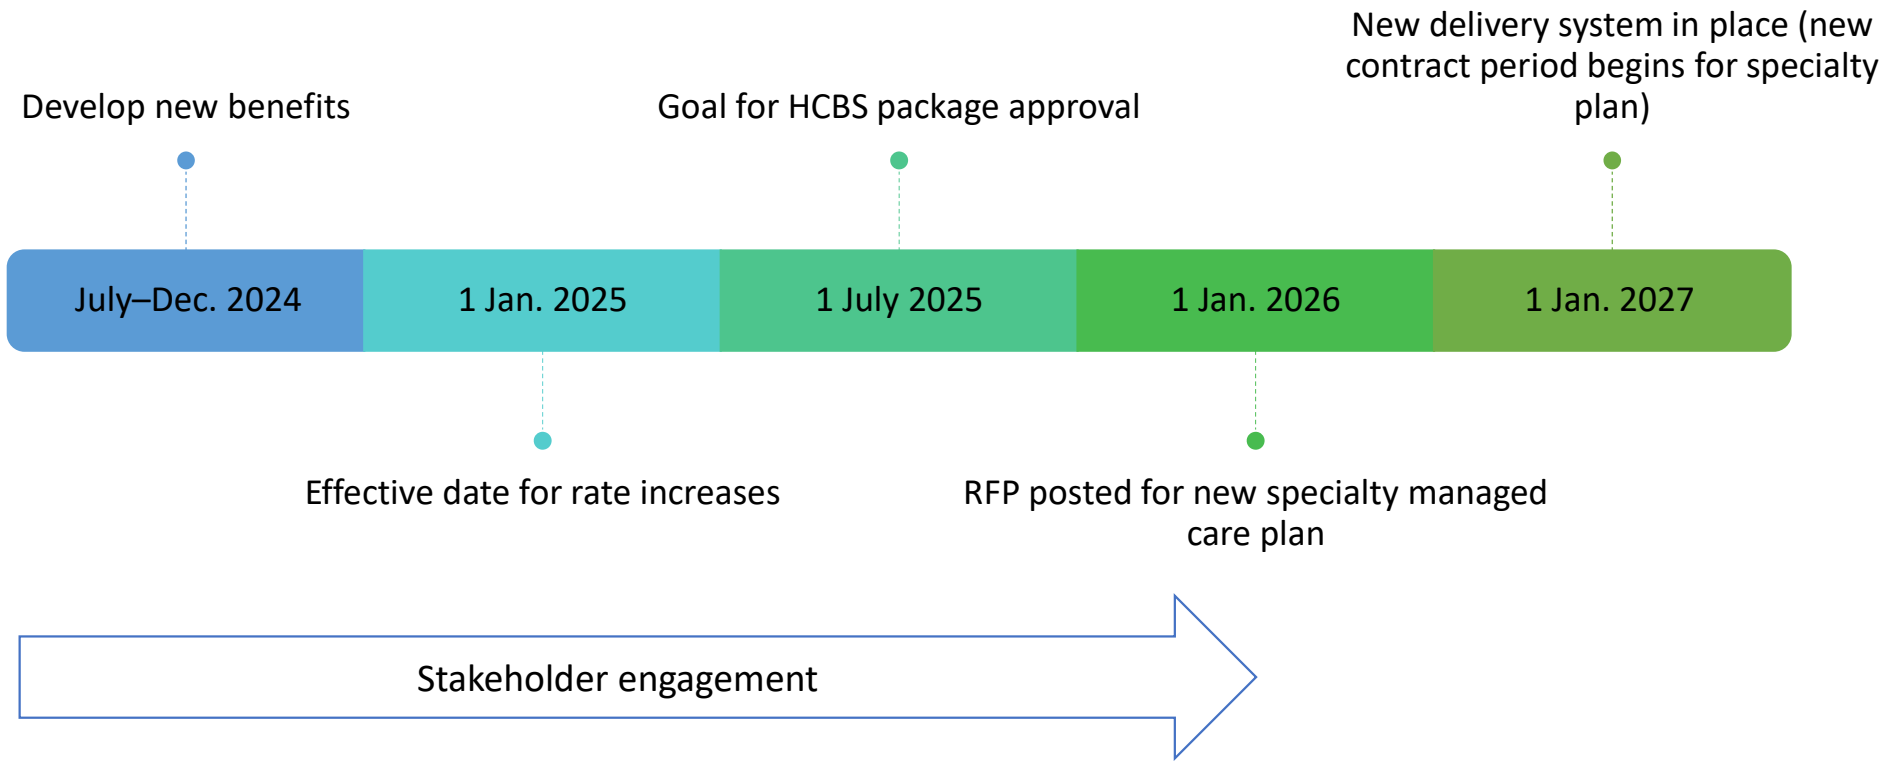 New delivery system in place (new
contract period begins for specialty
plan)
Develop new benefits
Goal for HCBS package approval
July–Dec. 2024
1 Jan. 2025
1 July 2025
1 Jan. 2026
1 Jan. 2027
Effective date for rate increases
RFP posted for new specialty managed
care plan
Stakeholder engagement